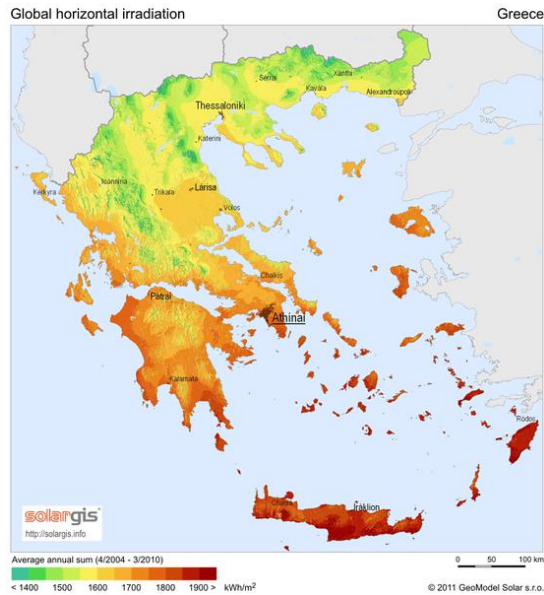 Global horizontal irradiation Greece
Serrai
Xanthi
Kavala
Alexandroupoli
Thessaloniki
Katerini
Ioannina
Kerkyra
Trikala
Larisa
Volos
Chalkis
Patrai
Athinai
Kalamata
Rodos
Chania
Iraklion
solargis
http://solargis.info
Average annual sum (4/2004 - 3/2010)
0 50 100 km
< 1400 1500 1600 1700 1800 1900 > kWh/m²
© 2011 GeoModel Solar s.r.o.